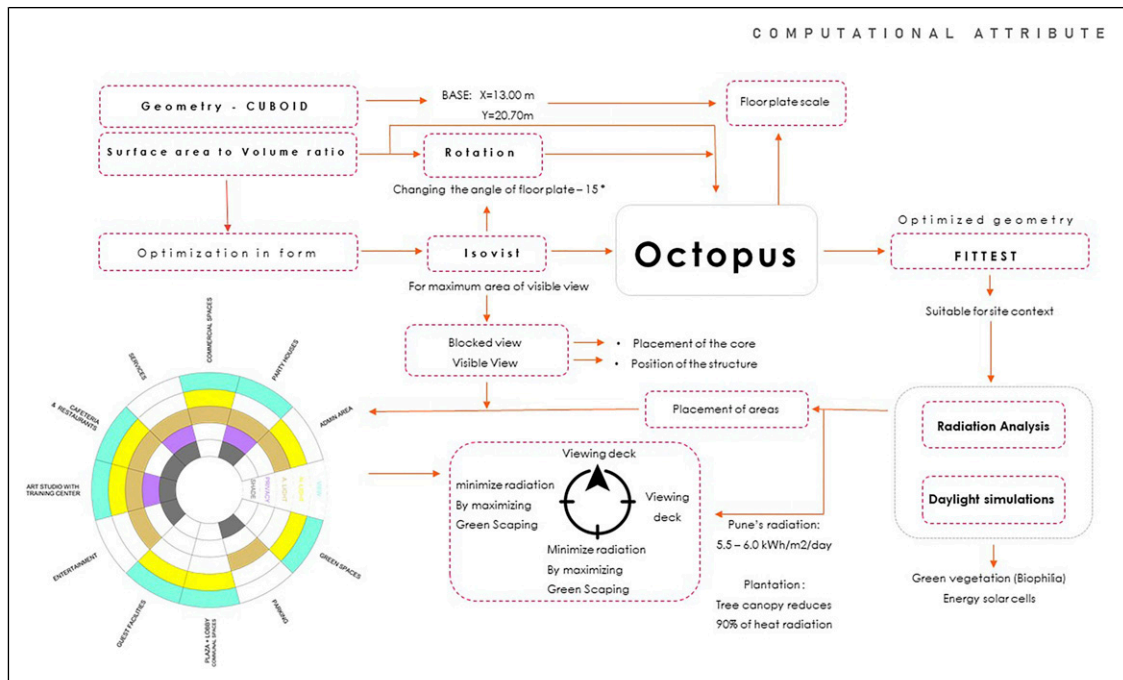 COMPUTATIONAL ATTRIBUTE
Geometry - CUBOID
BASE: X=13.00 m
Y=20.70m
Floor plate scale
Surface area to Volume ratio
Rotation
Changing the angle of floor plate – 15°
Optimization in form
Isovist
For maximum area of visible view
Octopus
Optimized geometry
FITTEST
Suitable for site context
Blocked view
Visible View
• Placement of the core
• Position of the structure
Placement of areas
Radiation Analysis
Daylight simulations
Green vegetation (Biophilia)
Energy solar cells
Viewing deck
minimize radiation
By maximizing
Green Scaping
Viewing
deck
Minimize radiation
By maximizing
Green Scaping
Pune's radiation:
5.5 – 6.0 kWh/m2/day
Plantation :
Tree canopy reduces
90% of heat radiation
COMMERCIAL SPACES
PARTY HOUSES
ADMIN AREA
GREEN SPACES
PARKING
PLAZA + LOBBY
COMMUNAL SPACES
GUEST FACILITIES
ENTERTAINMENT
ART STUDIO WITH
TRAINING CENTER
CAFETERIA
& RESTAURANTS
SERVICES
SHADE
PRIVACY
A.LIGHT